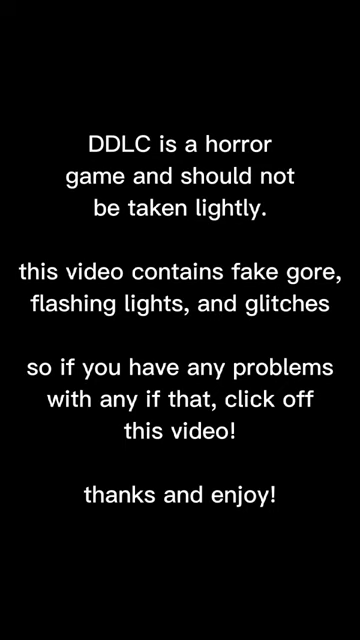 DDLC is a horror
game and should not
be taken lightly.
this video contains fake gore,
flashing lights, and glitches
so if you have any problems
with any if that, click off
this video!
thanks and enjoy!